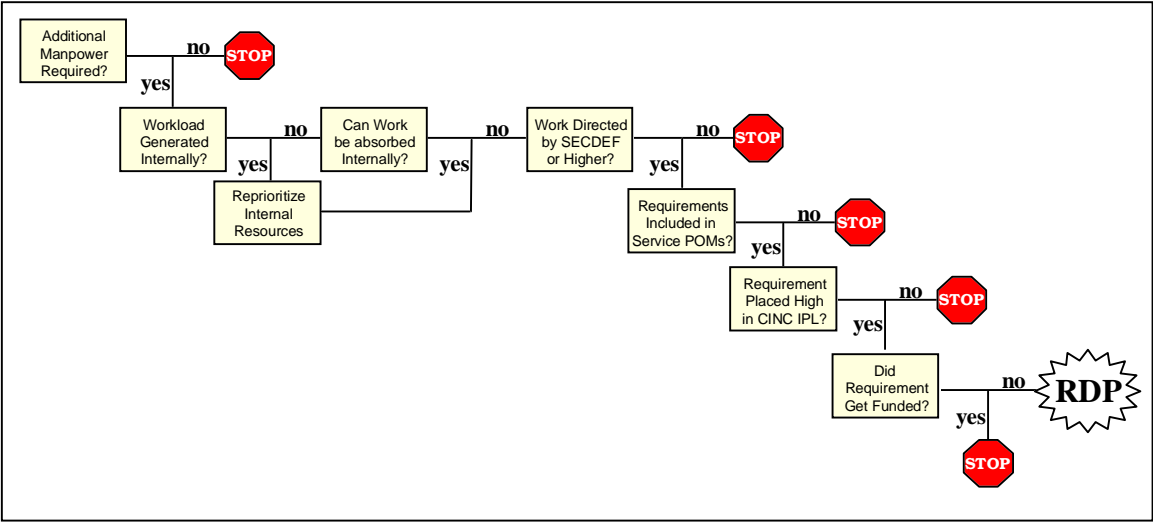 Additional
Manpower
Required?
no
STOP
yes
Workload
Generated
Internally?
no
yes
Can Work
be absorbed
Internally?
no
yes
Reprioritize
Internal
Resources
Work Directed
by SECDEF
or Higher?
no
STOP
yes
Requirements
Included in
Service POMs?
no
STOP
yes
Requirement
Placed High
in CINC IPL?
no
STOP
yes
Did
Requirement
Get Funded?
no
RDP
yes
STOP